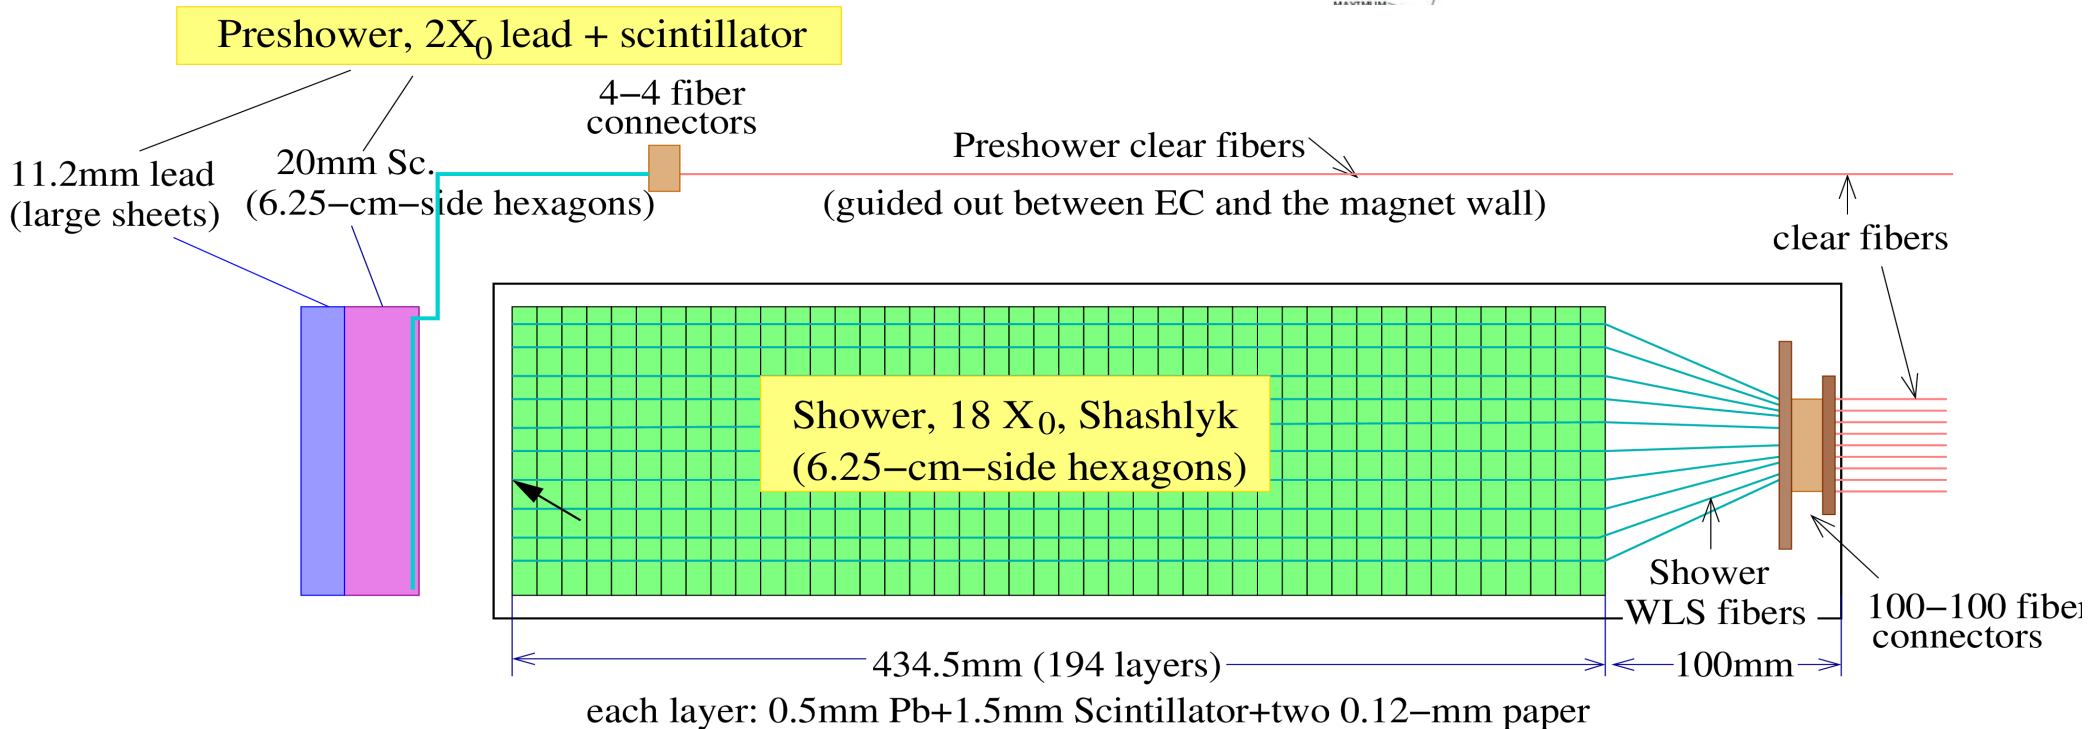 MAXIMUM
Preshower, 2X0 lead + scintillator
4−4 fiber
connectors
Preshower clear fibers
11.2mm lead
(large sheets)
20mm Sc.
(6.25−cm−side hexagons)
(guided out between EC and the magnet wall)
clear fibers
Shower, 18 X0, Shashlyk
(6.25−cm−side hexagons)
Shower
WLS fibers
100−100 fiber
connectors
434.5mm (194 layers)
100mm
each layer: 0.5mm Pb+1.5mm Scintillator+two 0.12−mm paper